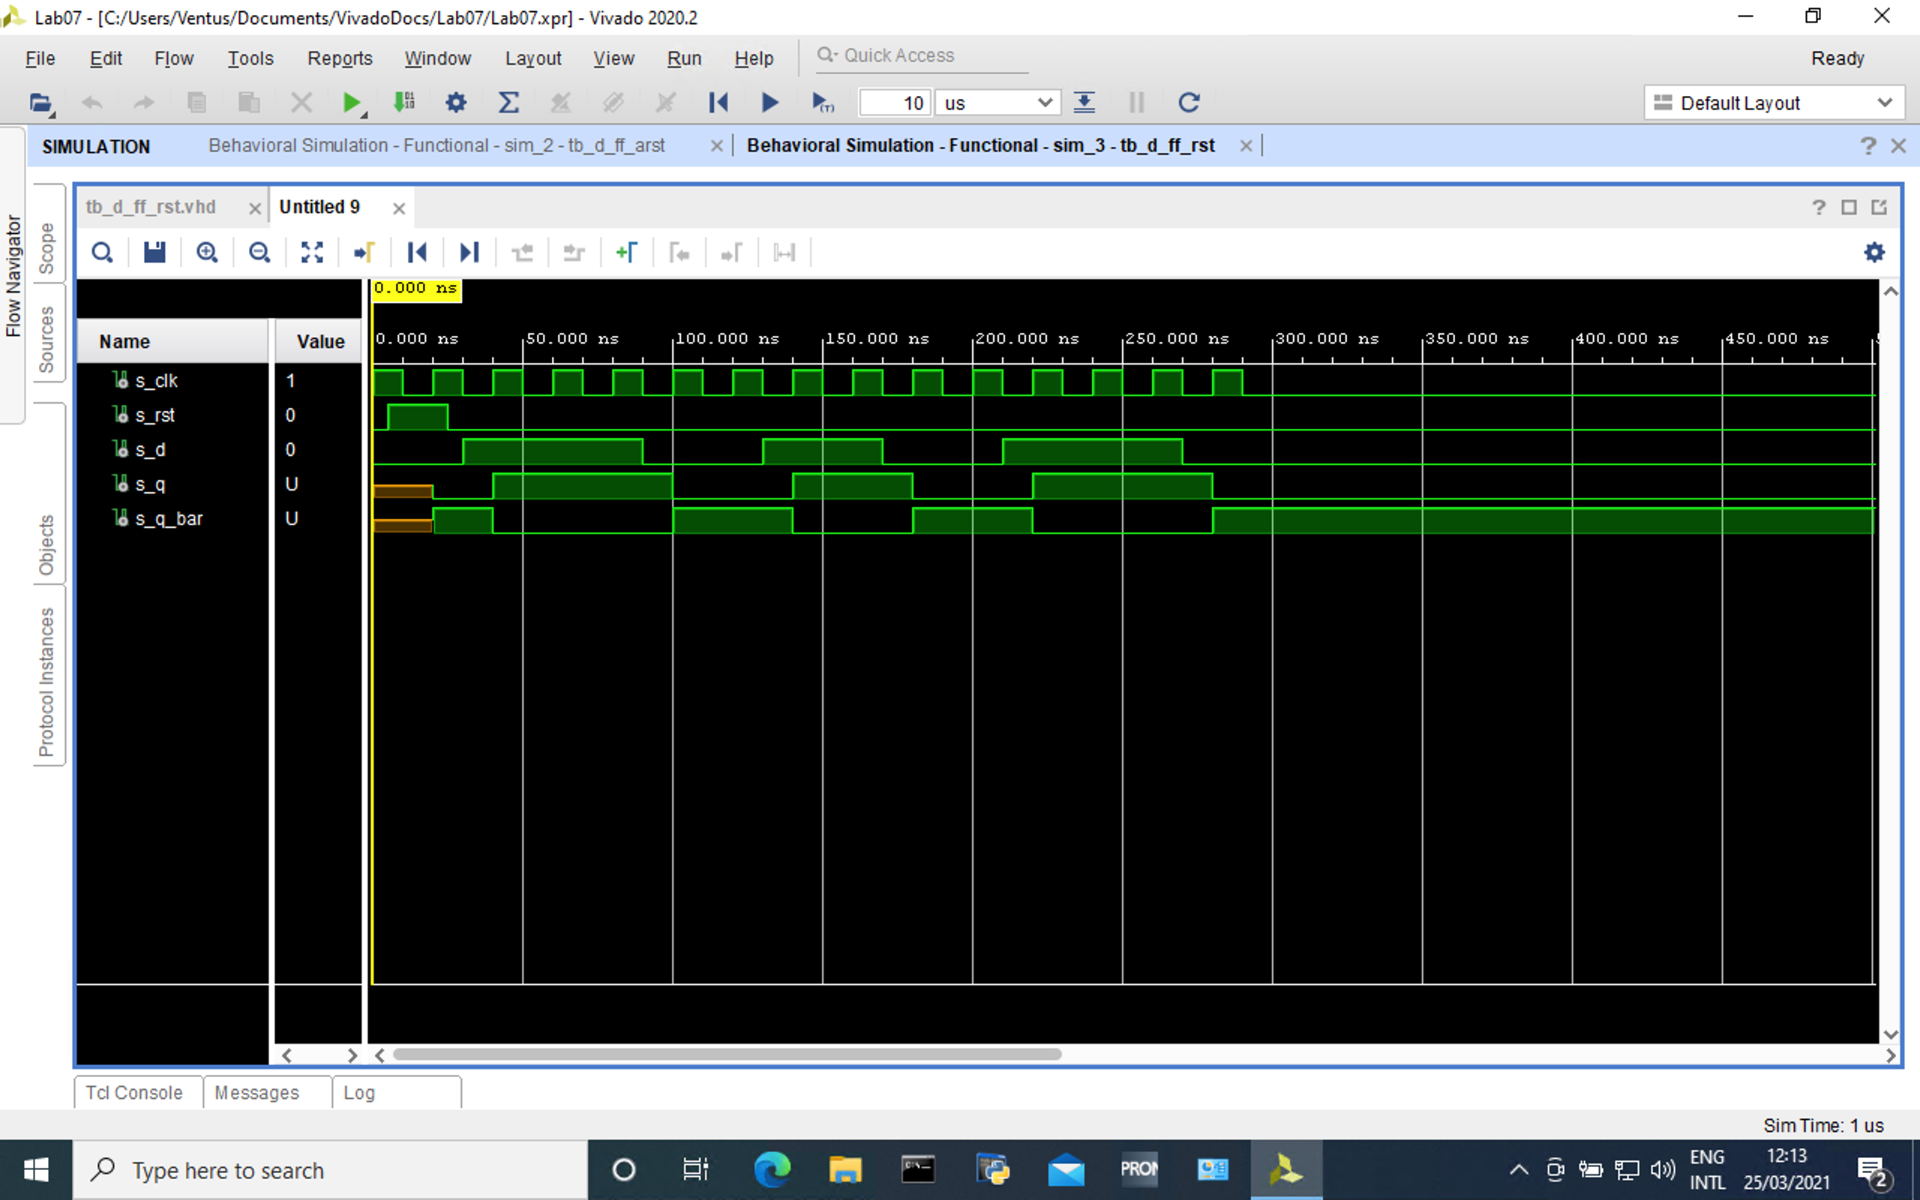 Lab07 - [C:/Users/Ventus/Documents/VivadoDocs/Lab07/Lab07.xpr] - Vivado 2020.2
File Edit Flow Tools Reports Window Layout View Run Help Quick Access Ready
10 us Default Layout
SIMULATION Behavioral Simulation - Functional - sim_2 - tb_d_ff_arst Behavioral Simulation - Functional - sim_3 - tb_d_ff_rst
Flow Navigator
Scope
Sources
Objects
Protocol Instances
tb_d_ff_rst.vhd Untitled 9
0.000 ns
Name Value
0.000 ns 50.000 ns 100.000 ns 150.000 ns 200.000 ns 250.000 ns 300.000 ns 350.000 ns 400.000 ns 450.000 ns
s_clk 1
s_rst 0
s_d 0
s_q U
s_q_bar U
Tcl Console Messages Log
Sim Time: 1 us
Type here to search
PRON
ENG
INTL
12:13
25/03/2021
2